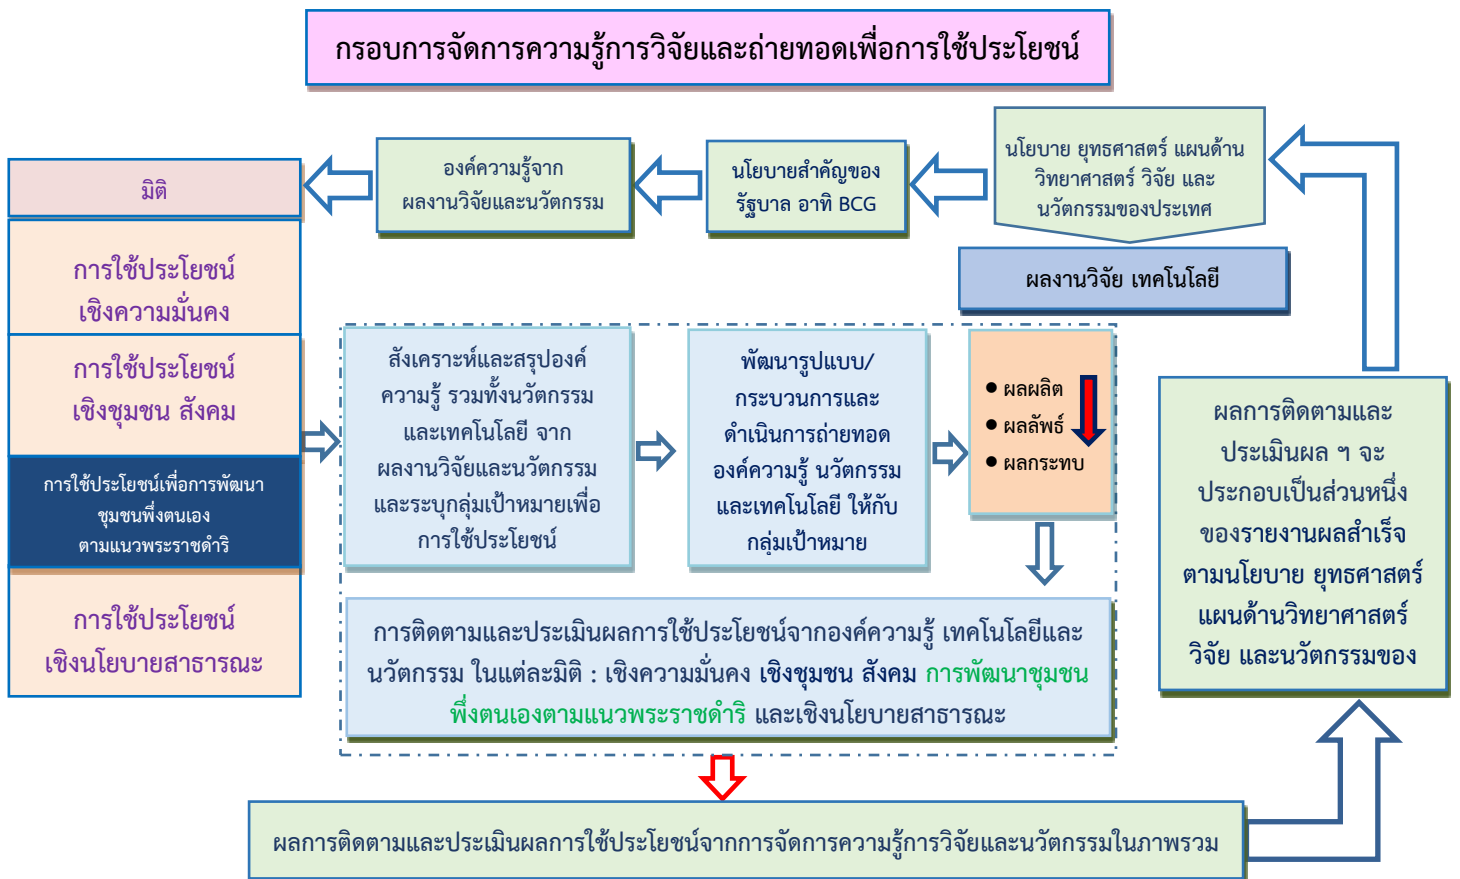 กรอบการจัดการความรู้การวิจัยและถ่ายทอดเพื่อการใช้ประโยชน์
นโยบาย ยุทธศาสตร์ แผนด้าน
วิทยาศาสตร์ วิจัย และ
นวัตกรรมของประเทศ
นโยบายสำคัญของ
รัฐบาล อาทิ BCG
องค์ความรู้จาก
ผลงานวิจัยและนวัตกรรม
มิติ
ผลงานวิจัย เทคโนโลยี
การใช้ประโยชน์
เชิงความมั่นคง
การใช้ประโยชน์
เชิงชุมชน สังคม
การใช้ประโยชน์เพื่อการพัฒนา
ชุมชนพึ่งตนเอง
ตามแนวพระราชดำริ
การใช้ประโยชน์
เชิงนโยบายสาธารณะ
สังเคราะห์และสรุปองค์
ความรู้ รวมทั้งนวัตกรรม
และเทคโนโลยี จาก
ผลงานวิจัยและนวัตกรรม
และระบุกลุ่มเป้าหมายเพื่อ
การใช้ประโยชน์
พัฒนารูปแบบ/
กระบวนการและ
ดำเนินการถ่ายทอด
องค์ความรู้ นวัตกรรม
และเทคโนโลยี ให้กับ
กลุ่มเป้าหมาย
● ผลผลิต
● ผลลัพธ์
● ผลกระทบ
การติดตามและประเมินผลการใช้ประโยชน์จากองค์ความรู้ เทคโนโลยีและ
นวัตกรรม ในแต่ละมิติ : เชิงความมั่นคง เชิงชุมชน สังคม การพัฒนาชุมชน
พึ่งตนเองตามแนวพระราชดำริ และเชิงนโยบายสาธารณะ
ผลการติดตามและประเมินผลการใช้ประโยชน์จากการจัดการความรู้การวิจัยและนวัตกรรมในภาพรวม
ผลการติดตามและ
ประเมินผล ฯ จะ
ประกอบเป็นส่วนหนึ่ง
ของรายงานผลสำเร็จ
ตามนโยบาย ยุทธศาสตร์
แผนด้านวิทยาศาสตร์
วิจัย และนวัตกรรมของ